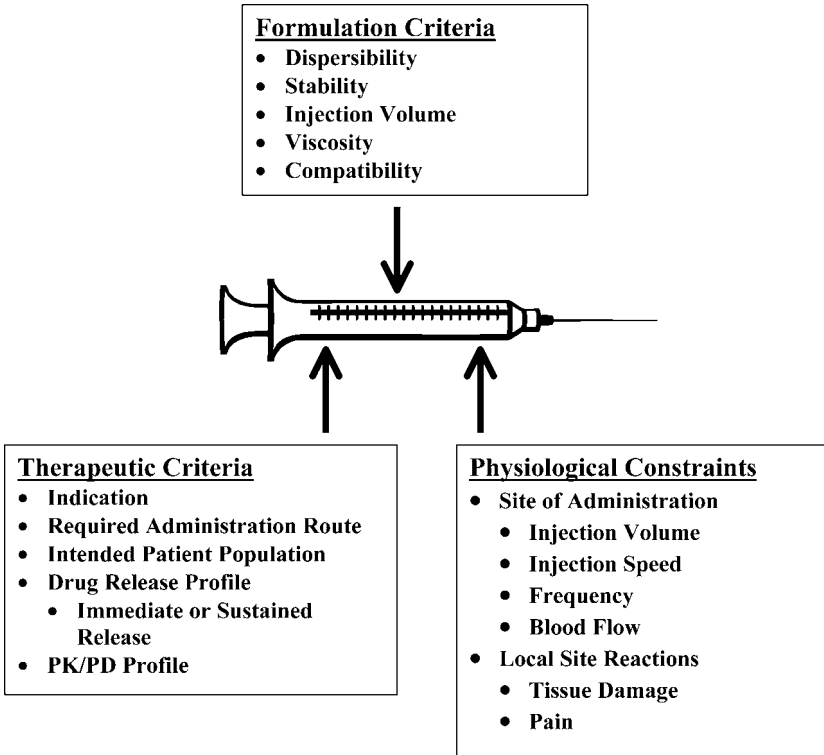 Formulation Criteria
• Dispersibility
• Stability
• Injection Volume
• Viscosity
• Compatibility
Therapeutic Criteria
• Indication
• Required Administration Route
• Intended Patient Population
• Drug Release Profile
• Immediate or Sustained
Release
• PK/PD Profile
Physiological Constraints
• Site of Administration
• Injection Volume
• Injection Speed
• Frequency
• Blood Flow
• Local Site Reactions
• Tissue Damage
• Pain